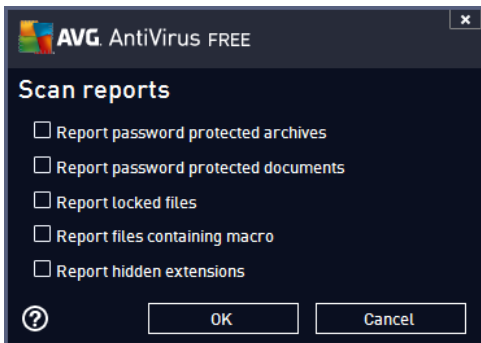 AVG. AntiVirus FREE
Scan reports
Report password protected archives
Report password protected documents
Report locked files
Report files containing macro
Report hidden extensions
? OK Cancel